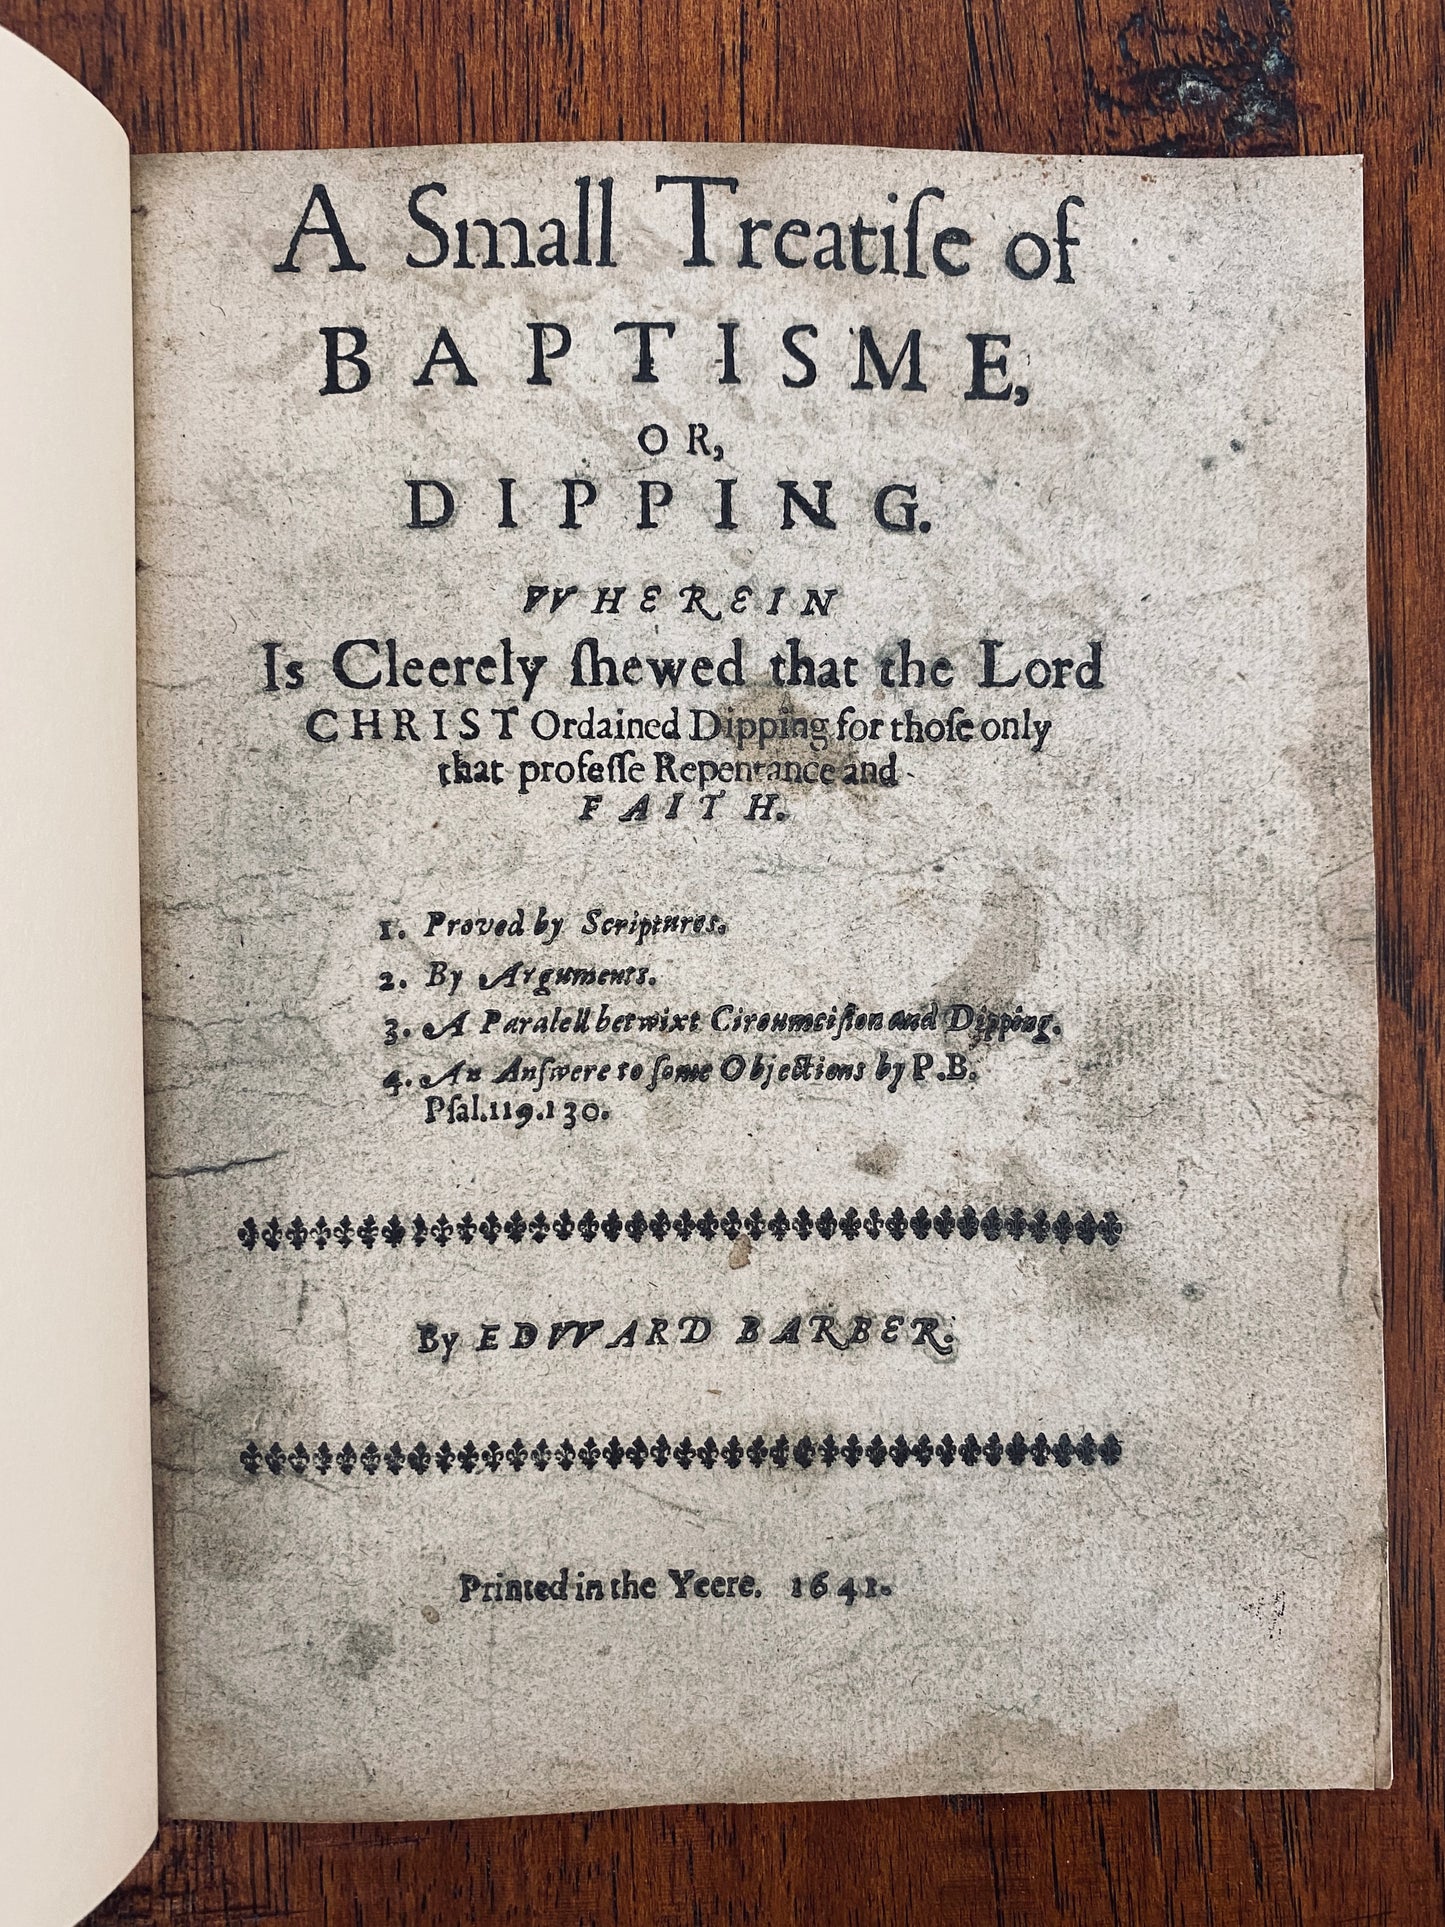 A Small Treatiſe of
BAPTISME,
OR,
DIPPING.
VVHEREIN
Is Cleerely ſhewed that the Lord
CHRIST Ordained Dipping for thoſe only
that profeſſe Repentance and
FAITH.
1. Proved by Scriptures.
2. By Arguments.
3. A Paralell betwixt Circumciſion and Dipping.
4. An Anſwere to ſome Objections by P.B.
Pſal.119.130.
By EDVVARD BARBER.
Printed in the Yeere. 1641.